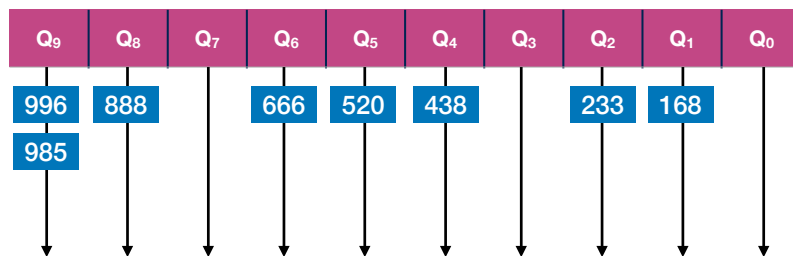 Q₉ Q₈ Q₇ Q₆ Q₅ Q₄ Q₃ Q₂ Q₁ Q₀
996 888 666 520 438 233 168
985